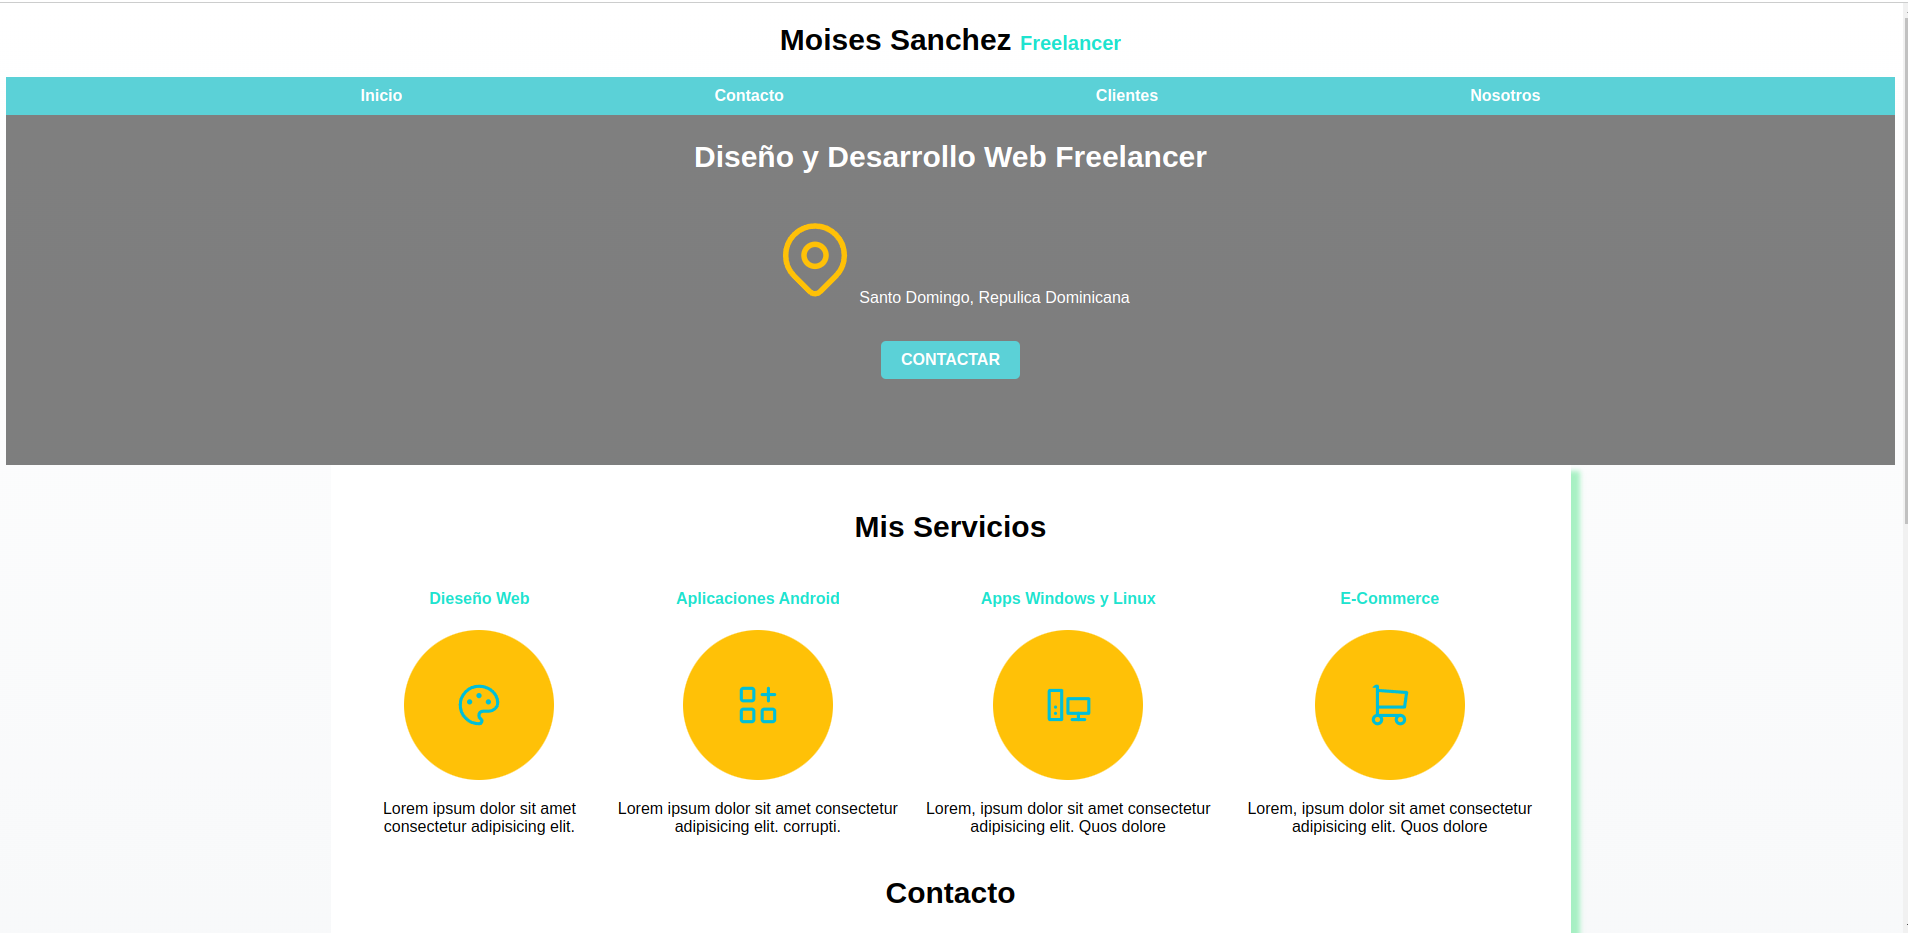 Moises Sanchez Freelancer
Inicio Contacto Clientes Nosotros
Diseño y Desarrollo Web Freelancer
Santo Domingo, Repulica Dominicana
CONTACTAR
Mis Servicios
Dieseño Web
Lorem ipsum dolor sit amet
consectetur adipisicing elit.
Aplicaciones Android
Lorem ipsum dolor sit amet consectetur
adipisicing elit. corrupti.
Apps Windows y Linux
Lorem, ipsum dolor sit amet consectetur
adipisicing elit. Quos dolore
E-Commerce
Lorem, ipsum dolor sit amet consectetur
adipisicing elit. Quos dolore
Contacto